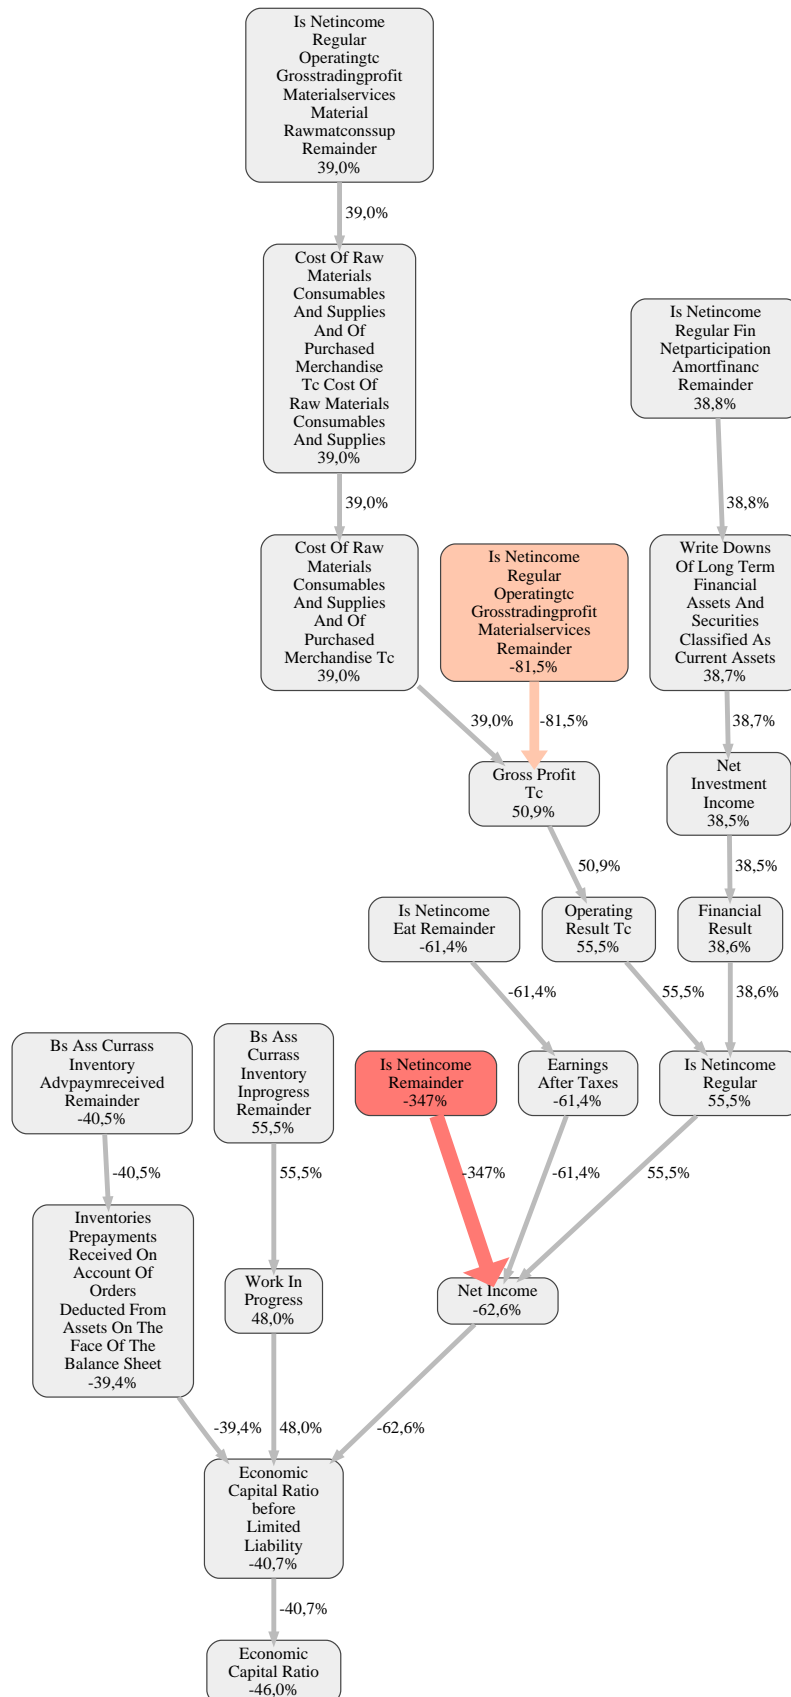 Is Netincome
Regular
Operatingtc
Grosstradingprofit
Materialservices
Material
Rawmatconssup
Remainder
39,0%
39,0%
Cost Of Raw
Materials
Consumables
And Supplies
And Of
Purchased
Merchandise
Tc Cost Of
Raw Materials
Consumables
And Supplies
39,0%
Is Netincome
Regular Fin
Netparticipation
Amortfinanc
Remainder
38,8%
39,0%
38,8%
Cost Of Raw
Materials
Consumables
And Supplies
And Of
Purchased
Merchandise Tc
39,0%
Is Netincome
Regular
Operatingtc
Grosstradingprofit
Materialservices
Remainder
-81,5%
Write Downs
Of Long Term
Financial
Assets And
Securities
Classified As
Current Assets
38,7%
39,0%
-81,5%
38,7%
Gross Profit
Tc
50,9%
Net
Investment
Income
38,5%
50,9%
38,5%
Is Netincome
Eat Remainder
-61,4%
Operating
Result Tc
55,5%
Financial
Result
38,6%
-61,4%
55,5%
38,6%
Bs Ass Currass
Inventory
Advpaymreceived
Remainder
-40,5%
Bs Ass
Currass
Inventory
Inprogress
Remainder
55,5%
Is Netincome
Remainder
-347%
Earnings
After Taxes
-61,4%
Is Netincome
Regular
55,5%
-40,5%
55,5%
-347%
-61,4%
55,5%
Inventories
Prepayments
Received On
Account Of
Orders
Deducted From
Assets On The
Face Of The
Balance Sheet
-39,4%
Work In
Progress
48,0%
Net Income
-62,6%
-39,4%
48,0%
-62,6%
Economic
Capital Ratio
before
Limited
Liability
-40,7%
-40,7%
Economic
Capital Ratio
-46,0%